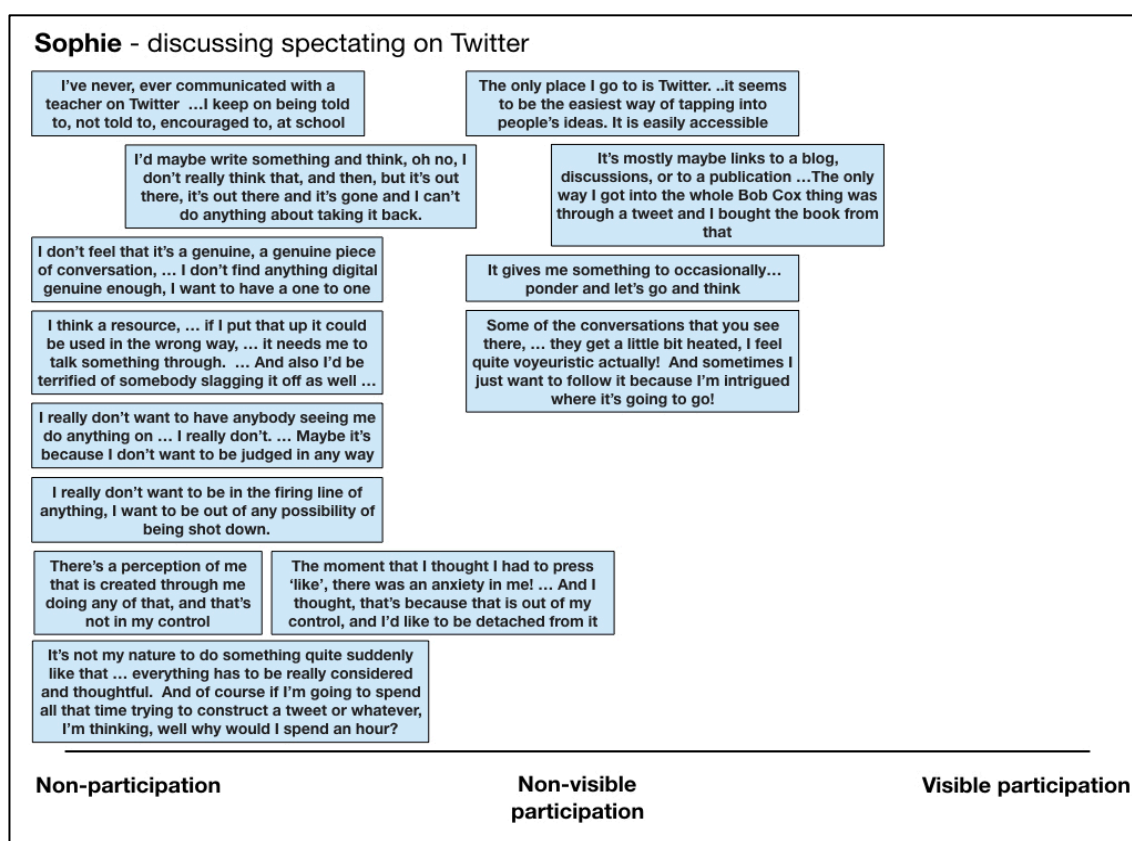 Sophie - discussing spectating on Twitter
I've never, ever communicated with a
teacher on Twitter ...I keep on being told
to, not told to, encouraged to, at school
The only place I go to is Twitter. ..it seems
to be the easiest way of tapping into
people's ideas. It is easily accessible
I'd maybe write something and think, oh no, I
don't really think that, and then, but it's out
there, it's out there and it's gone and I can't
do anything about taking it back.
It's mostly maybe links to a blog,
discussions, or to a publication ...The only
way I got into the whole Bob Cox thing was
through a tweet and I bought the book from
that
I don't feel that it's a genuine, a genuine piece
of conversation, ... I don't find anything digital
genuine enough, I want to have a one to one
It gives me something to occasionally...
ponder and let's go and think
I think a resource, ... if I put that up it could
be used in the wrong way, ... it needs me to
talk something through. ... And also I'd be
terrified of somebody slagging it off as well ...
Some of the conversations that you see
there, ... they get a little bit heated, I feel
quite voyeuristic actually! And sometimes I
just want to follow it because I'm intrigued
where it's going to go!
I really don't want to have anybody seeing me
do anything on ... I really don't. ... Maybe it's
because I don't want to be judged in any way
I really don't want to be in the firing line of
anything, I want to be out of any possibility of
being shot down.
There's a perception of me
that is created through me
doing any of that, and that's
not in my control
The moment that I thought I had to press
'like', there was an anxiety in me! ... And I
thought, that's because that is out of my
control, and I'd like to be detached from it
It's not my nature to do something quite suddenly
like that ... everything has to be really considered
and thoughtful. And of course if I'm going to spend
all that time trying to construct a tweet or whatever,
I'm thinking, well why would I spend an hour?
Non-participation
Non-visible
participation
Visible participation